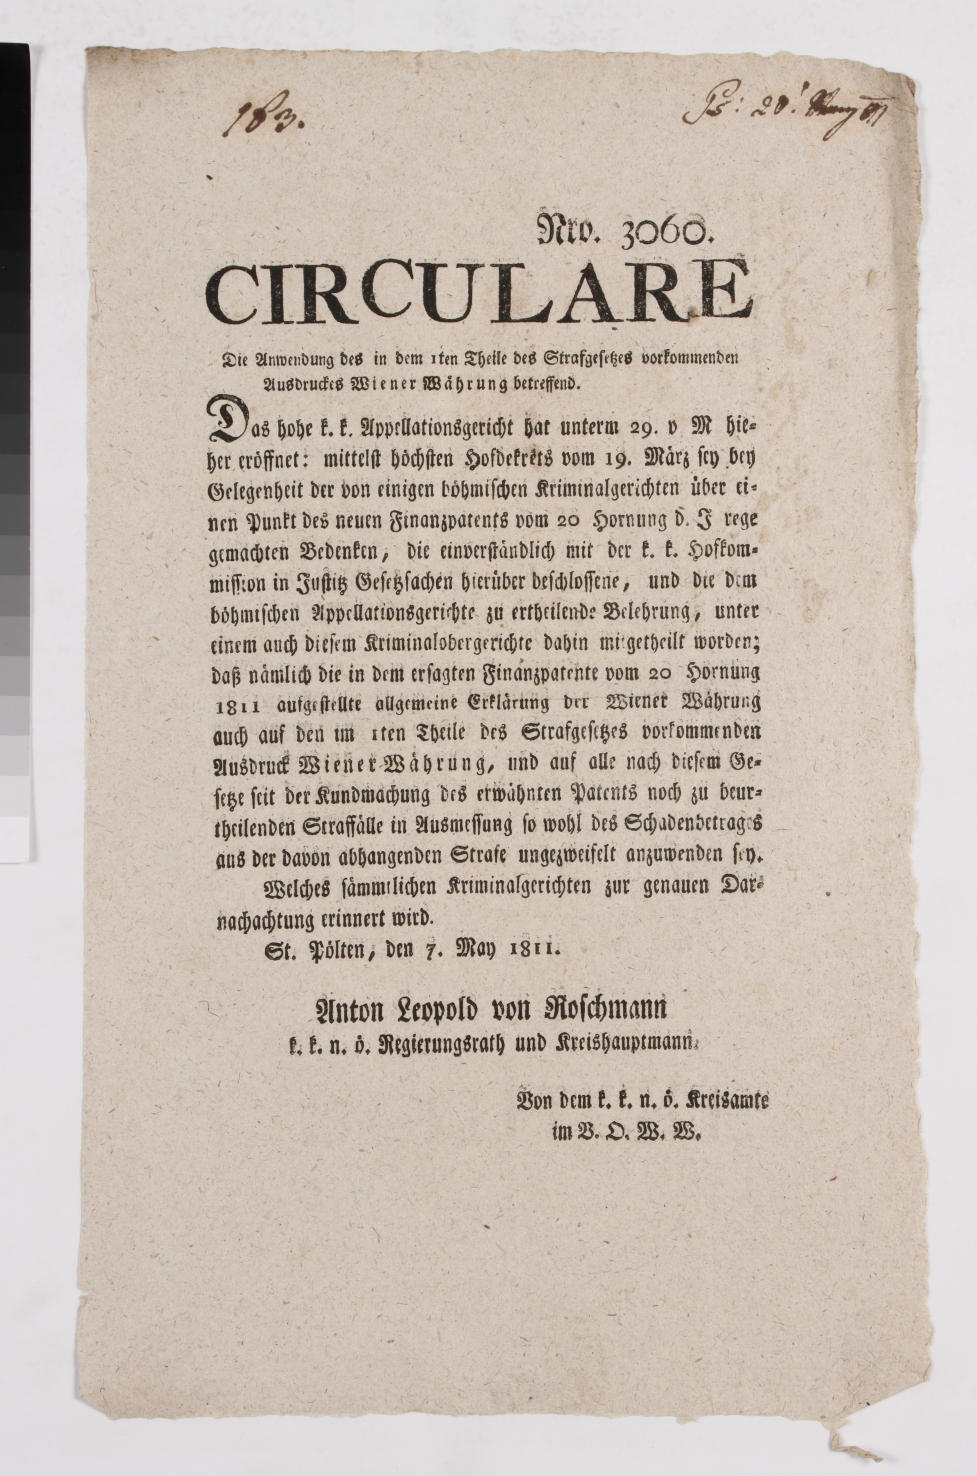 183.
Ps: 28! May 811
Nro. 3060.
CIRCULARE
Die Anwendung des in dem 1ten Theile des Strafgesetzes vorkommenden
Ausdruckes Wiener Währung betreffend.
Das hohe k. k. Appellationsgericht hat unterm 29. v M hie-
her eröffnet: mittelst höchsten Hofdekrets vom 19. März sey bey
Gelegenheit der von einigen böhmischen Kriminalgerichten über ei-
nen Punkt des neuen Finanzpatents vom 20 Hornung d. J rege
gemachten Bedenken, die einverständlich mit der k. k. Hofkom-
mission in Justitz Gesetzsachen hierüber beschlossene, und die dem
böhmischen Appellationsgerichte zu ertheilende Belehrung, unter
einem auch diesem Kriminalobergerichte dahin mitgetheilt worden;
daß nämlich die in dem ersagten Finanzpatente vom 20 Hornung
1811 aufgestellte allgemeine Erklärung der Wiener Währung
auch auf den im 1ten Theile des Strafgesetzes vorkommenden
Ausdruck Wiener-Währung, und auf alle nach diesem Ge-
setze seit der Kundmachung des erwähnten Patents noch zu beur-
theilenden Straffälle in Ausmessung so wohl des Schadenbetrages
aus der davon abhangenden Strafe ungezweifelt anzuwenden sey.
Welches sämmtlichen Kriminalgerichten zur genauen Dar-
nachachtung erinnert wird.
St. Pölten, den 7. May 1811.
Anton Leopold von Roschmann
k. k. n. ö. Regierungsrath und Kreishauptmann.
Von dem k. k. n. ö. Kreisamte
im V. O. W. W.